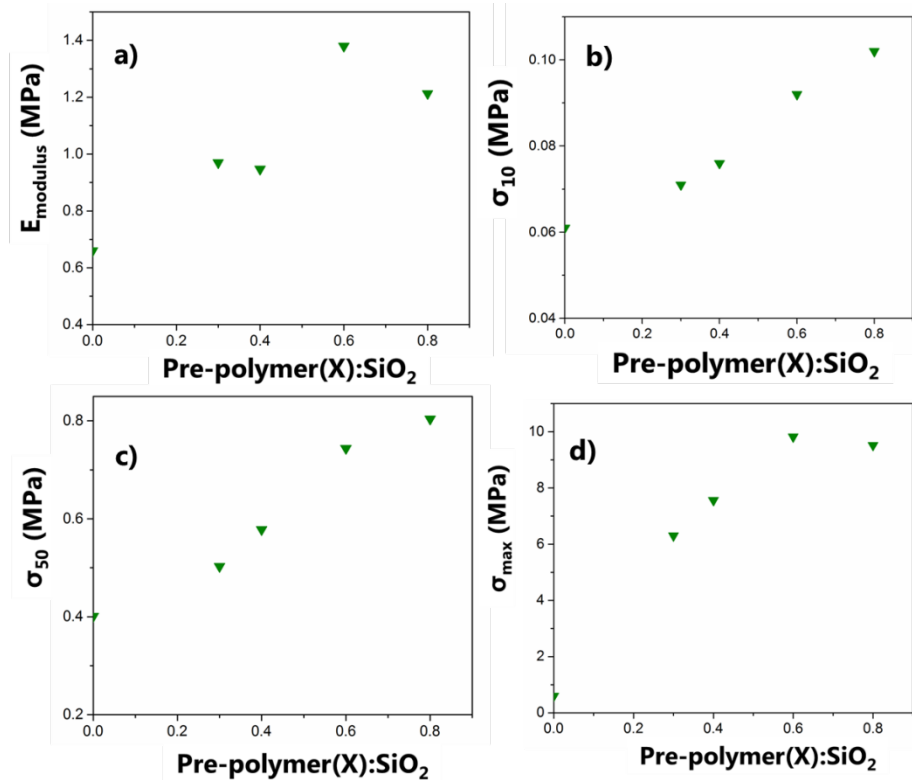 a)
E_modulus (MPa)
1.4
1.2
1.0
0.8
0.6
0.4
0.0 0.2 0.4 0.6 0.8
Pre-polymer(X):SiO₂
b)
σ₁₀ (MPa)
0.10
0.08
0.06
0.04
0.0 0.2 0.4 0.6 0.8
Pre-polymer(X):SiO₂
c)
σ₅₀ (MPa)
0.8
0.6
0.4
0.2
0.0 0.2 0.4 0.6 0.8
Pre-polymer(X):SiO₂
d)
σ_max (MPa)
10
8
6
4
2
0
0.0 0.2 0.4 0.6 0.8
Pre-polymer(X):SiO₂